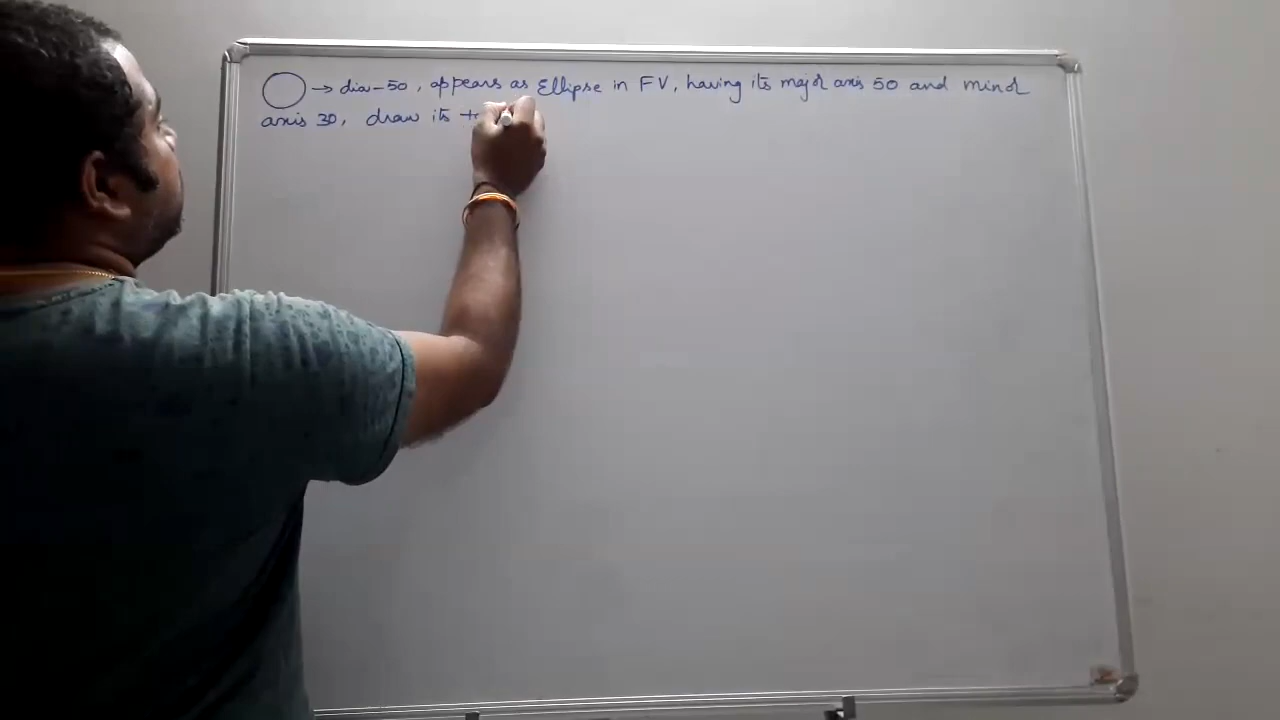 → dia-50, appears as Ellipse in FV, having its major axis 50 and minor
axis 30, draw its